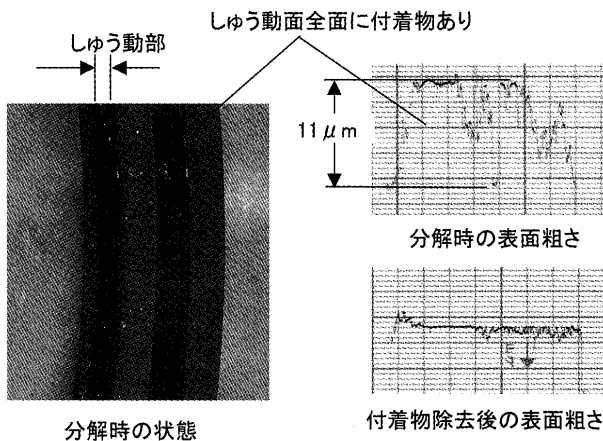 しゅう動面全面に付着物あり
しゅう動部
11μm
分解時の表面粗さ
分解時の状態
付着物除去後の表面粗さ